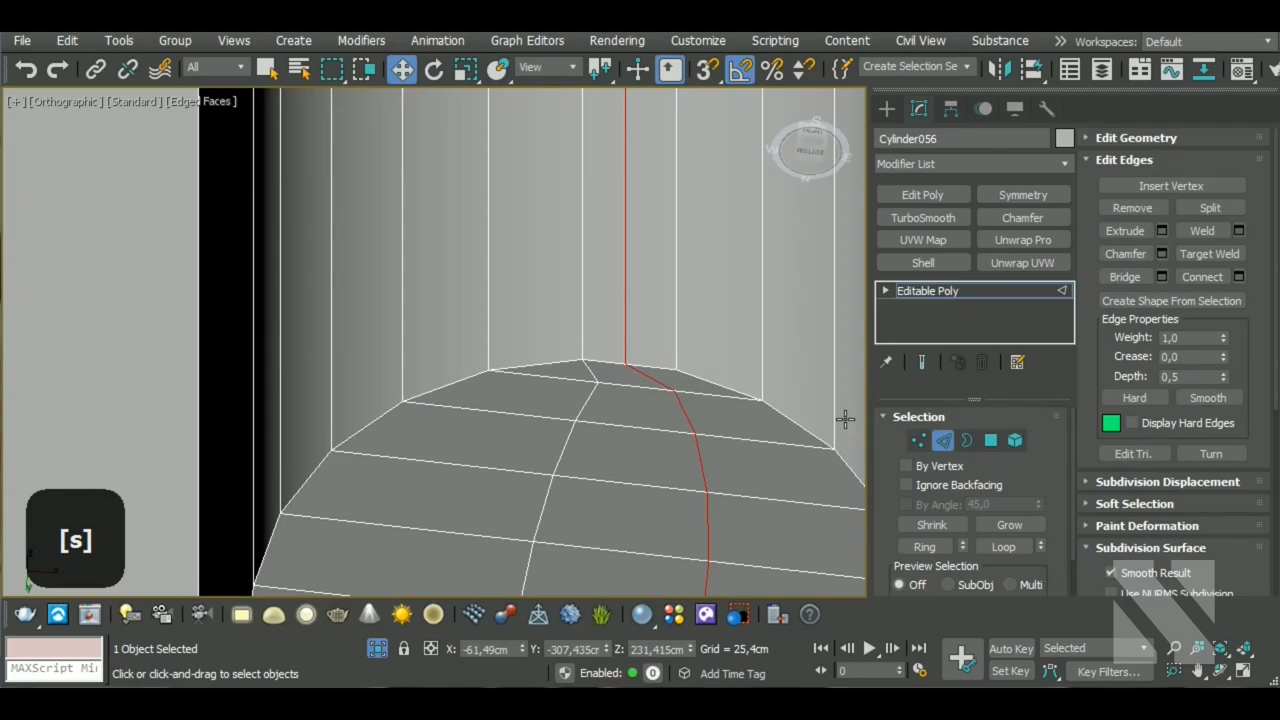 File Edit Tools Group Views Create Modifiers Animation Graph Editors Rendering Customize Scripting Content Civil View Substance Workspaces: Default
All View Create Selection Se
[+] [Orthographic] [Standard] [Edged Faces]
Cylinder056
Modifier List
Edit Poly Symmetry
TurboSmooth Chamfer
UVW Map Unwrap Pro
Shell Unwrap UVW
Editable Poly
Selection
By Vertex
Ignore Backfacing
By Angle: 45,0
Shrink Grow
Ring Loop
Preview Selection
Off SubObj Multi
Edit Geometry
Edit Edges
Insert Vertex
Remove Split
Extrude Weld
Chamfer Target Weld
Bridge Connect
Create Shape From Selection
Edge Properties
Weight: 1,0
Crease: 0,0
Depth: 0,5
Hard Smooth
Display Hard Edges
Edit Tri. Turn
Subdivision Displacement
Soft Selection
Paint Deformation
Subdivision Surface
Smooth Result
Use NURMS Subdivision
S
W
E
N
BOTTOM
[s]
MAXScript Mi
1 Object Selected
X: -61,49cm Y: -307,435cm Z: 231,415cm Grid = 25,4cm
Click or click-and-drag to select objects
Enabled: 0 Add Time Tag
0
Auto Key Selected
Set Key Key Filters...